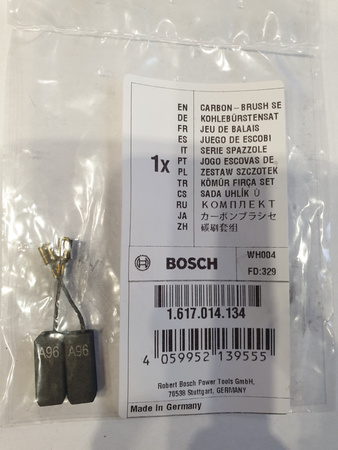 EN CARBON-BRUSH SE
DE KOHLEBÜRSTENSAT
FR JEU DE BALAIS
ES JUEGO DE ESCOBI
IT SERIE SPAZZOLE
1x PT JOGO ESCOVAS DE
PL ZESTAW SZCZOTEK
TR KÖMÜR FIRÇA SET
CS SADA UHLÍK Ů
RU КОМПЛЕКТ
JA カーボンブラシセ
ZH 碳刷套组
BOSCH
WH004
FD:329
1.617.014.134
4 059952 139555
Robert Bosch Power Tools GmbH,
70538 Stuttgart, GERMANY
Made in Germany
A96 A96